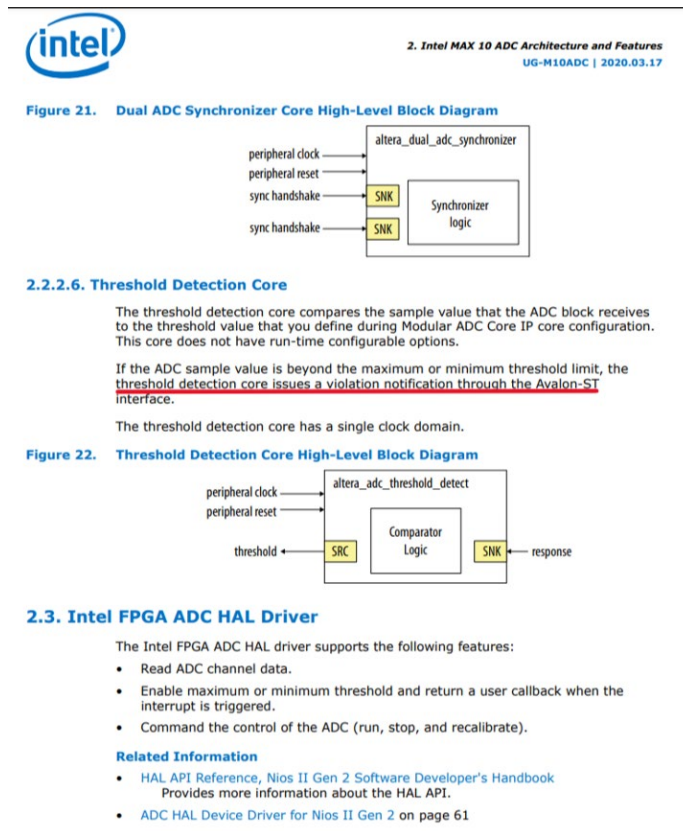 intel
2. Intel MAX 10 ADC Architecture and Features
UG-M10ADC | 2020.03.17
Figure 21. Dual ADC Synchronizer Core High-Level Block Diagram
altera_dual_adc_synchronizer
peripheral clock
peripheral reset
sync handshake SNK
Synchronizer
logic
sync handshake SNK
2.2.2.6. Threshold Detection Core
The threshold detection core compares the sample value that the ADC block receives
to the threshold value that you define during Modular ADC Core IP core configuration.
This core does not have run-time configurable options.
If the ADC sample value is beyond the maximum or minimum threshold limit, the
threshold detection core issues a violation notification through the Avalon-ST
interface.
The threshold detection core has a single clock domain.
Figure 22. Threshold Detection Core High-Level Block Diagram
altera_adc_threshold_detect
peripheral clock
peripheral reset
Comparator
Logic
threshold SRC SNK response
2.3. Intel FPGA ADC HAL Driver
The Intel FPGA ADC HAL driver supports the following features:
• Read ADC channel data.
• Enable maximum or minimum threshold and return a user callback when the
interrupt is triggered.
• Command the control of the ADC (run, stop, and recalibrate).
Related Information
• HAL API Reference, Nios II Gen 2 Software Developer's Handbook
Provides more information about the HAL API.
• ADC HAL Device Driver for Nios II Gen 2 on page 61